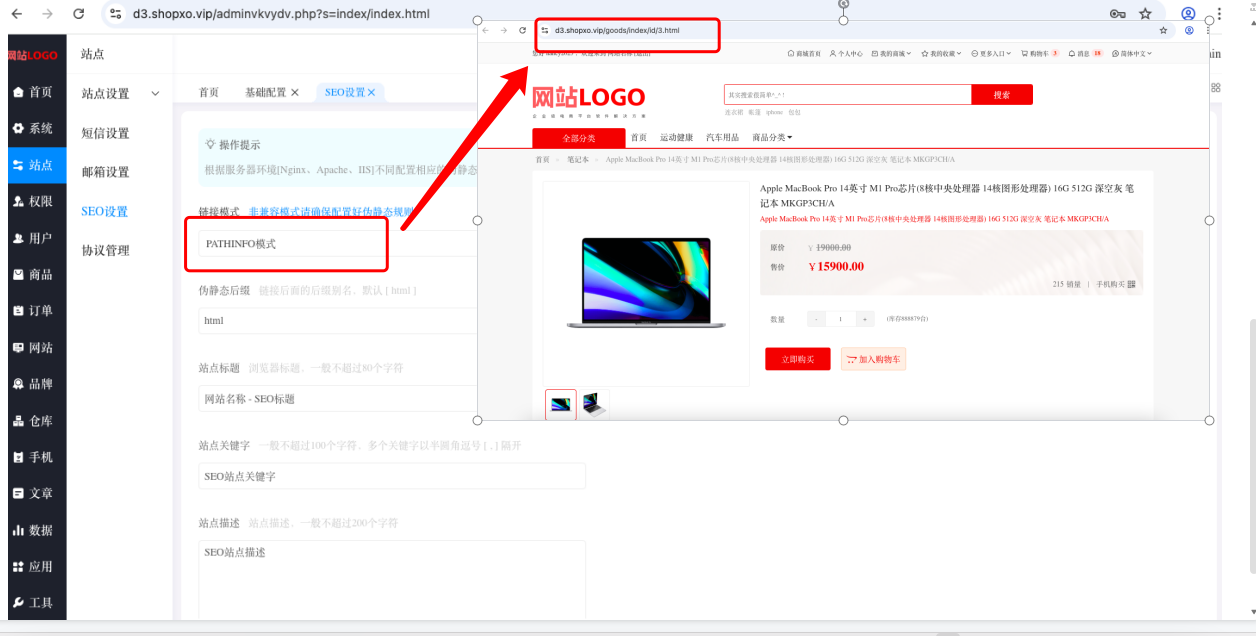 d3.shopxo.vip/adminvkvydv.php?s=index/index.html
网站LOGO
首页
系统
站点
权限
用户
商品
订单
网站
品牌
仓库
手机
文章
数据
应用
工具
站点
站点设置
短信设置
邮箱设置
SEO设置
协议管理
首页 基础配置 SEO设置
操作提示
根据服务器环境[Nginx、Apache、IIS]不同配置相应的伪静态
链接模式 非兼容模式请确保配置好伪静态规则
PATHINFO模式
伪静态后缀 链接后面的后缀别名、默认 [ html ]
html
站点标题 浏览器标题、一般不超过80个字符
网站名称 - SEO标题
站点关键字 一般不超过100个字符、多个关键字以半圆角逗号 [ , ] 隔开
SEO站点关键字
站点描述 站点描述、一般不超过200个字符
SEO站点描述
d3.shopxo.vip/goods/index/id/3.html
商城首页 个人中心 我的商城 我的收藏 更多入口 购物车 3 消息 18 简体中文
网站LOGO
其实搜索很简单^_^ !
搜索
连衣裙 帐篷 iphone 包包
全部分类 首页 运动健康 汽车用品 商品分类
首页 > 笔记本 > Apple MacBook Pro 14英寸 M1 Pro芯片(8核中央处理器 14核图形处理器) 16G 512G 深空灰 笔记本 MKGP3CH/A
Apple MacBook Pro 14英寸 M1 Pro芯片(8核中央处理器 14核图形处理器) 16G 512G 深空灰 笔
记本 MKGP3CH/A
Apple MacBook Pro 14英寸 M1 Pro芯片(8核中央处理器 14核图形处理器) 16G 512G 深空灰 笔记本 MKGP3CH/A
原价 ￥19000.00
售价 ￥15900.00
215 销量 | 手机购买
数量 - 1 + (库存888879台)
立即购买 加入购物车